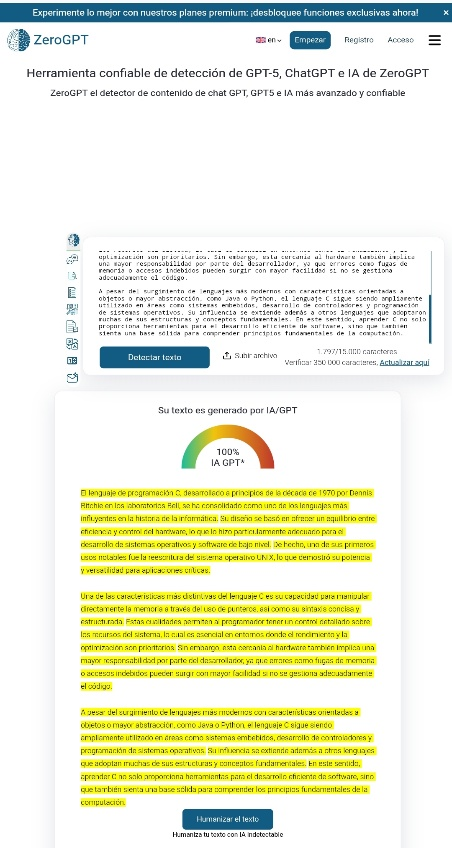 Experimente lo mejor con nuestros planes premium: ¡desbloquee funciones exclusivas ahora! ×
ZeroGPT
en
Empezar
Registro
Acceso
Herramienta confiable de detección de GPT-5, ChatGPT e IA de ZeroGPT
ZeroGPT el detector de contenido de chat GPT, GPT5 e IA más avanzado y confiable
optimización son prioritarios. Sin embargo, esta cercanía al hardware también implica
una mayor responsabilidad por parte del desarrollador, ya que errores como fugas de
memoria o accesos indebidos pueden surgir con mayor facilidad si no se gestiona
adecuadamente el código.
A pesar del surgimiento de lenguajes más modernos con características orientadas a
objetos o mayor abstracción, como Java o Python, el lenguaje C sigue siendo ampliamente
utilizado en áreas como sistemas embebidos, desarrollo de controladores y programación
de sistemas operativos. Su influencia se extiende además a otros lenguajes que adoptaron
muchas de sus estructuras y conceptos fundamentales. En este sentido, aprender C no solo
proporciona herramientas para el desarrollo eficiente de software, sino que también
sienta una base sólida para comprender principios fundamentales de la computación.
Detectar texto
Subir archivo
1.797/15.000 caracteres
Verificar 350 000 caracteres. Actualizar aquí
Su texto es generado por IA/GPT
100%
IA GPT*
El lenguaje de programación C, desarrollado a principios de la década de 1970 por Dennis
Ritchie en los laboratorios Bell, se ha consolidado como uno de los lenguajes más
influyentes en la historia de la informática. Su diseño se basó en ofrecer un equilibrio entre
eficiencia y control del hardware, lo que lo hizo particularmente adecuado para el
desarrollo de sistemas operativos y software de bajo nivel. De hecho, uno de sus primeros
usos notables fue la reescritura del sistema operativo UNIX, lo que demostró su potencia
y versatilidad para aplicaciones críticas.
Una de las características más distintivas del lenguaje C es su capacidad para manipular
directamente la memoria a través del uso de punteros, así como su sintaxis concisa y
estructurada. Estas cualidades permiten al programador tener un control detallado sobre
los recursos del sistema, lo cual es esencial en entornos donde el rendimiento y la
optimización son prioritarios. Sin embargo, esta cercanía al hardware también implica una
mayor responsabilidad por parte del desarrollador, ya que errores como fugas de memoria
o accesos indebidos pueden surgir con mayor facilidad si no se gestiona adecuadamente
el código.
A pesar del surgimiento de lenguajes más modernos con características orientadas a
objetos o mayor abstracción, como Java o Python, el lenguaje C sigue siendo
ampliamente utilizado en áreas como sistemas embebidos, desarrollo de controladores y
programación de sistemas operativos. Su influencia se extiende además a otros lenguajes
que adoptan muchas de sus estructuras y conceptos fundamentales. En este sentido,
aprender C no solo proporciona herramientas para el desarrollo eficiente de software, sino
que también sienta una base sólida para comprender los principios fundamentales de la
computación.
Humanizar el texto
Humaniza tu texto con IA indetectable